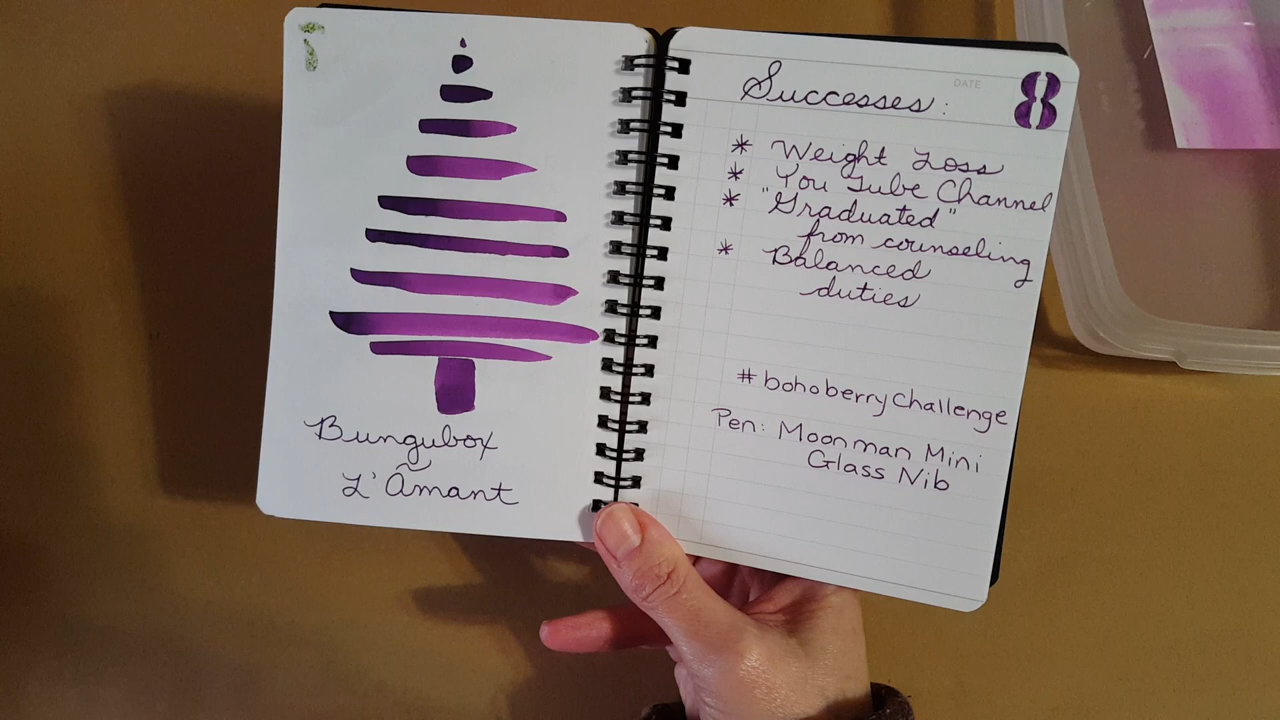 Bungubox
L'Ãmant
DATE
8
Successes:
* Weight Loss
* You Tube Channel
* "Graduated"
from counseling
* Balanced
duties
#bohoberrychallenge
Pen: Moonman Mini
Glass Nib